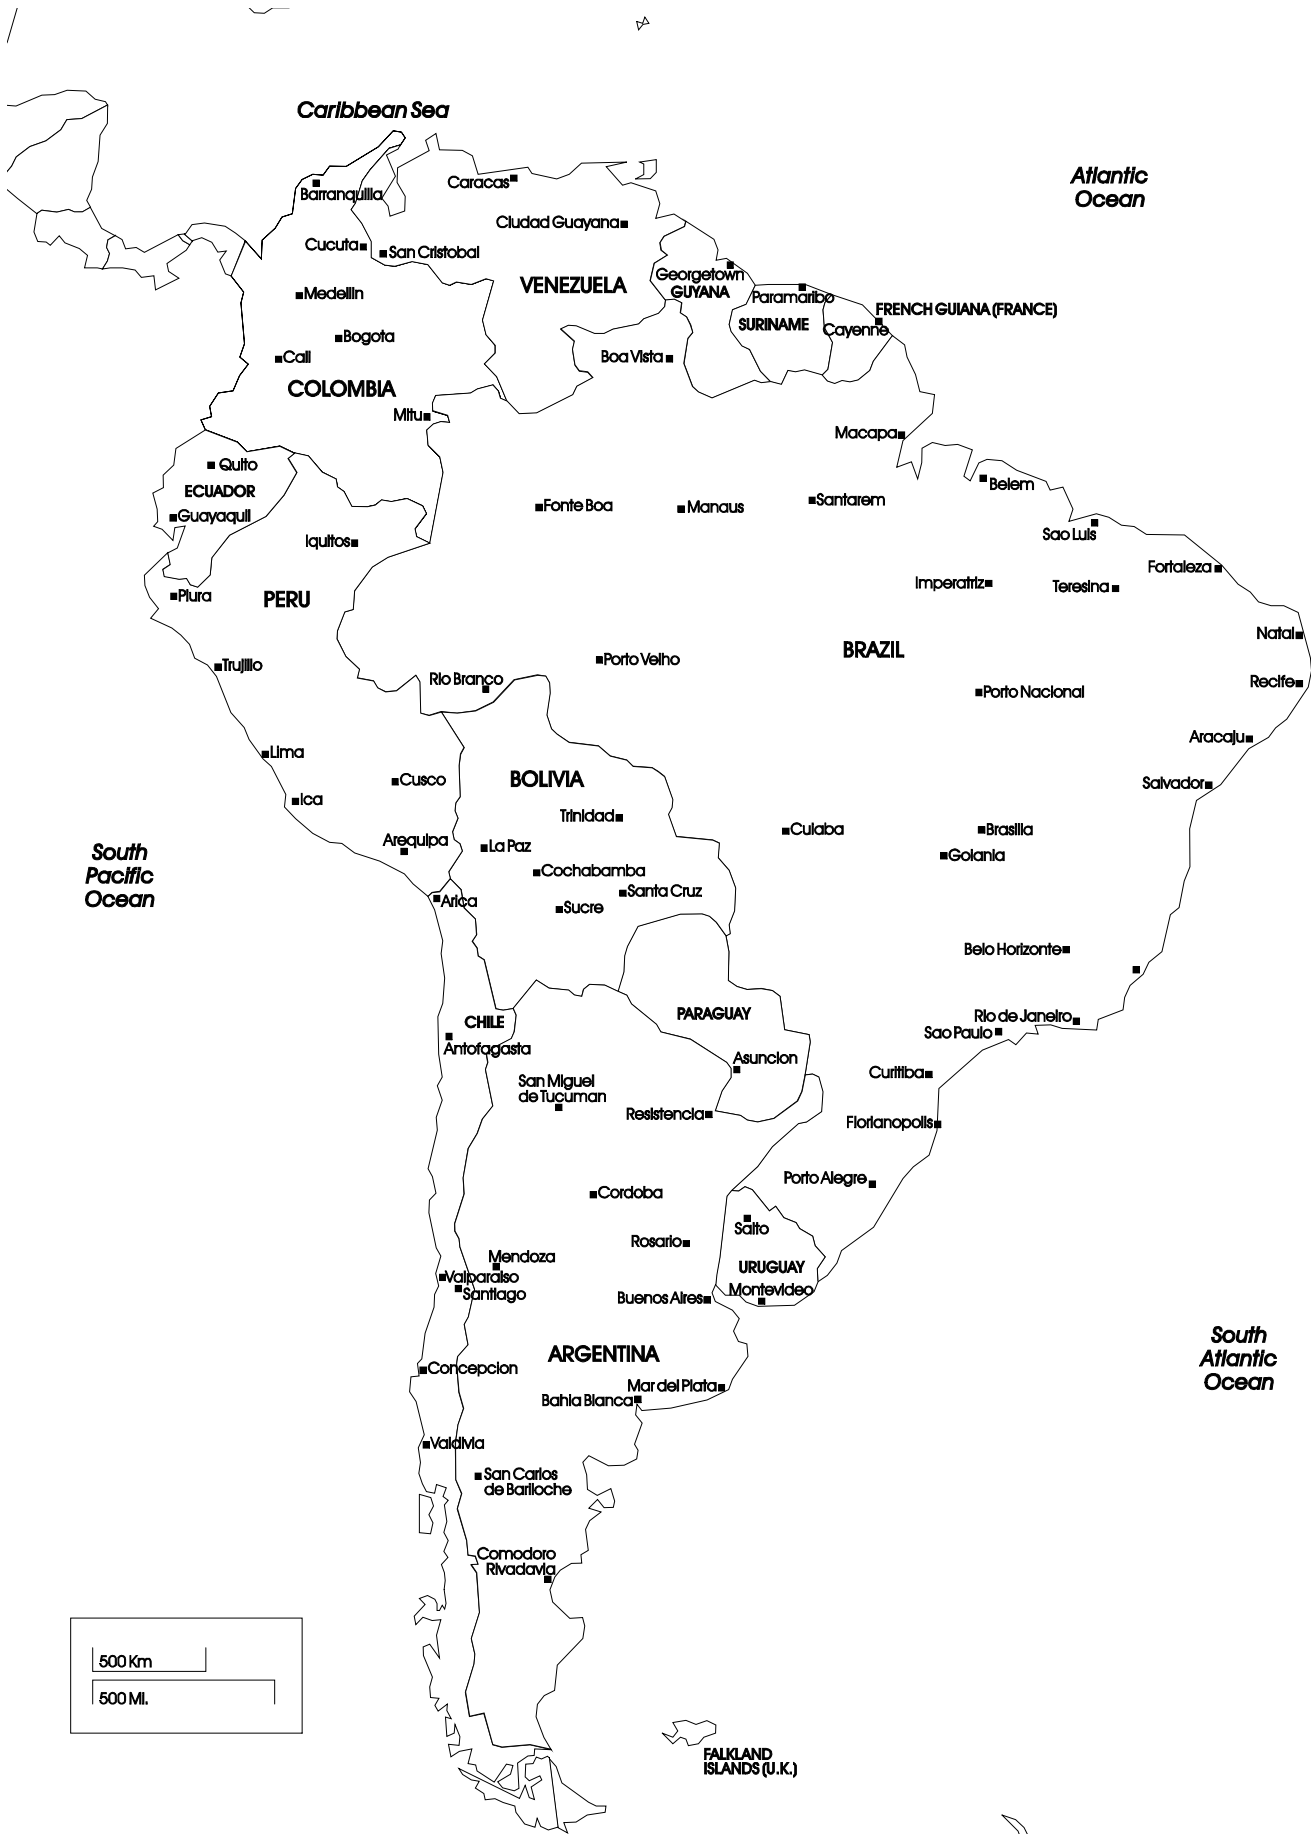 Caribbean Sea
Atlantic
Ocean
Barranquilla
Caracas
Ciudad Guayana
Cucuta
San Cristobal
Georgetown
GUYANA
VENEZUELA
Medellin
Paramaribo
SURINAME
FRENCH GUIANA (FRANCE)
Cayenne
Bogota
Cali
Boa Vista
COLOMBIA
Mitu
Macapa
Quito
ECUADOR
Guayaquil
Belem
Fonte Boa
Manaus
Santarem
Sao Luis
Iquitos
Fortaleza
Imperatriz
Teresina
Piura
PERU
Natal
BRAZIL
Trujillo
Porto Velho
Rio Branco
Recife
Porto Nacional
Aracaju
Lima
Cusco
BOLIVIA
Salvador
Ica
Trinidad
Cuiaba
Brasilia
Arequipa
La Paz
Goiania
South
Pacific
Ocean
Cochabamba
Santa Cruz
Arica
Sucre
Belo Horizonte
CHILE
PARAGUAY
Rio de Janeiro
Sao Paulo
Antofagasta
Asuncion
Curitiba
San Miguel
de Tucuman
Resistencia
Florianopolis
Porto Alegre
Cordoba
Salto
Rosario
Mendoza
URUGUAY
Valparaiso
Santiago
Montevideo
Buenos Aires
South
Atlantic
Ocean
ARGENTINA
Concepcion
Mar del Plata
Bahia Blanca
Valdivia
San Carlos
de Bariloche
Comodoro
Rivadavia
500 Km
500 Mi.
FALKLAND
ISLANDS (U.K.)